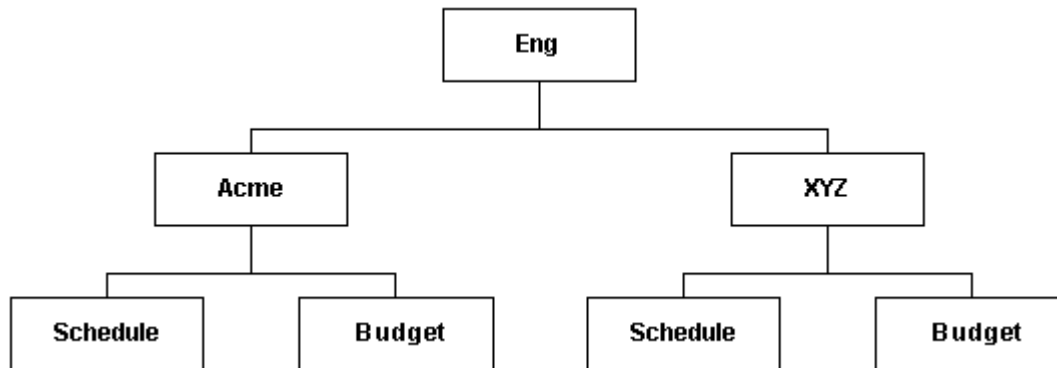 Eng
Acme
XYZ
Schedule
Budget
Schedule
Budget